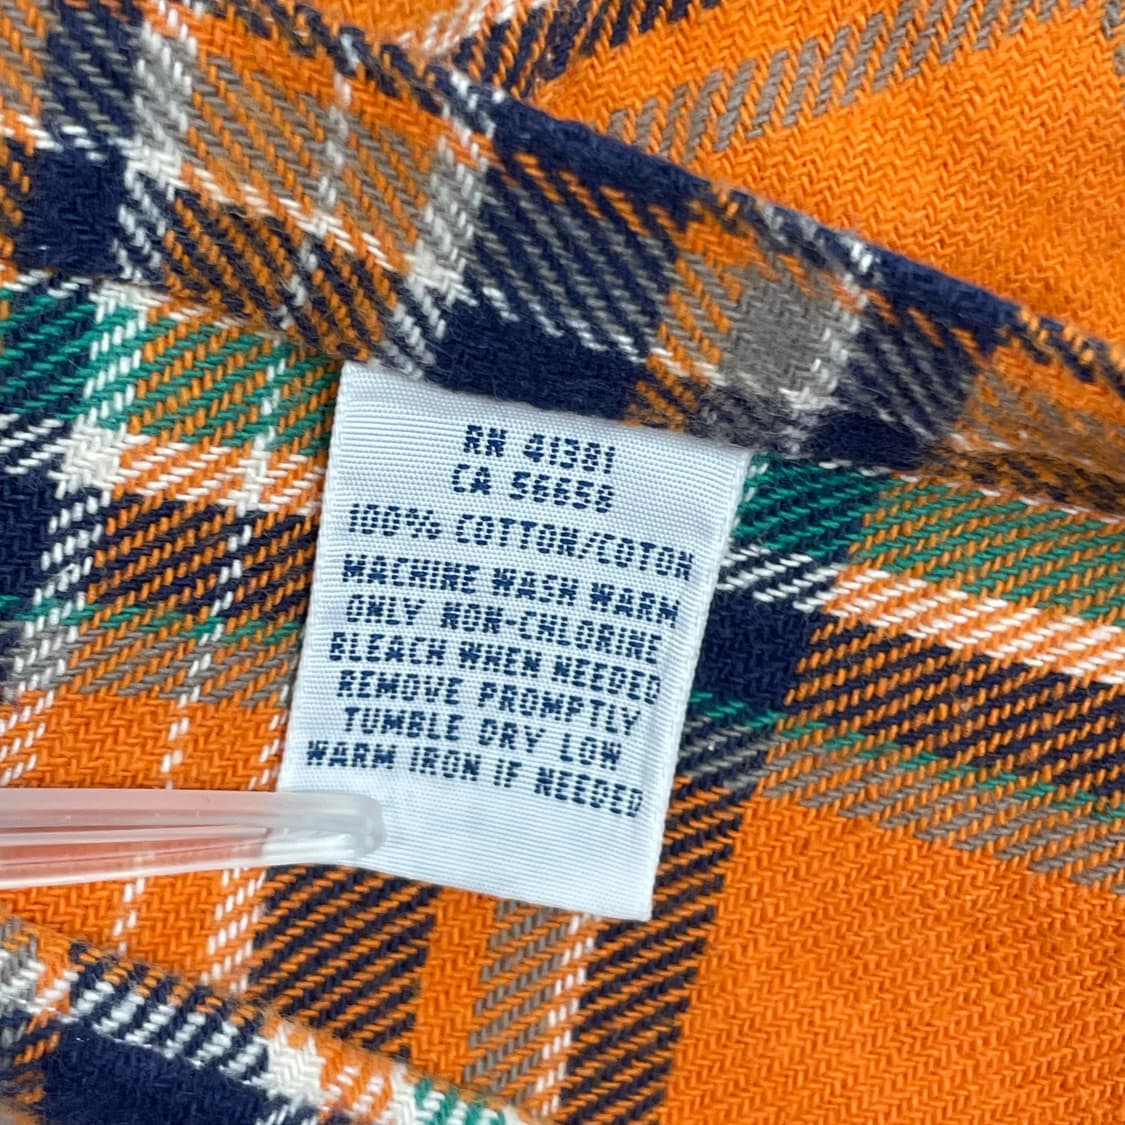 RN 41381
CA 56658
100% COTTON/COTON
MACHINE WASH WARM
ONLY NON-CHLORINE
BLEACH WHEN NEEDED
REMOVE PROMPTLY
TUMBLE DRY LOW
WARM IRON IF NEEDED